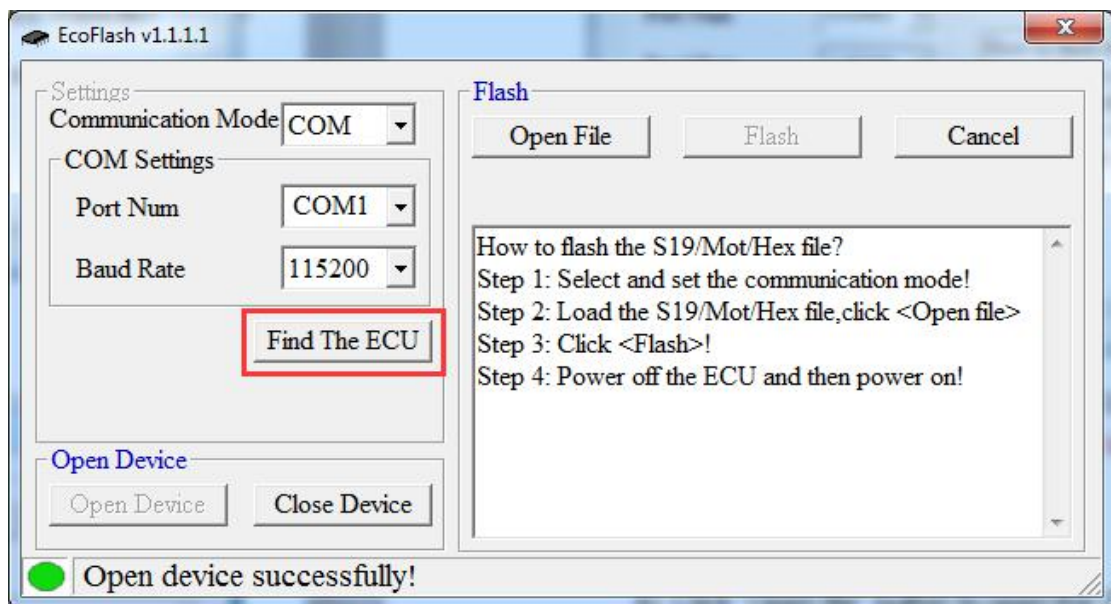 EcoFlash v1.1.1.1
Settings
Communication Mode COM
COM Settings
Port Num COM1
Baud Rate 115200
Find The ECU
Open Device
Open Device Close Device
Flash
Open File Flash Cancel
How to flash the S19/Mot/Hex file?
Step 1: Select and set the communication mode!
Step 2: Load the S19/Mot/Hex file,click <Open file>
Step 3: Click <Flash>!
Step 4: Power off the ECU and then power on!
Open device successfully!